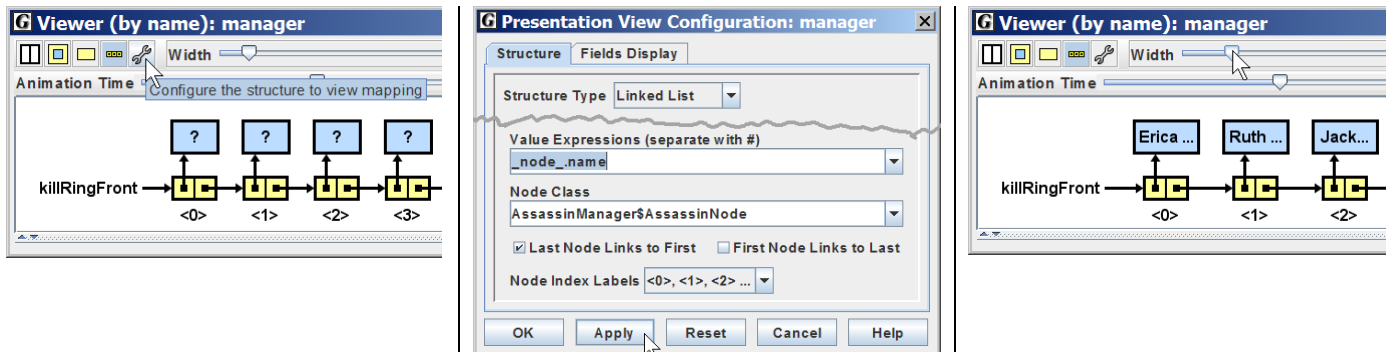 G Viewer (by name): manager
Width
Animation Time
Configure the structure to view mapping
? ? ? ?
killRingFront
<0> <1> <2> <3>
G Presentation View Configuration: manager
Structure Fields Display
Structure Type Linked List
Value Expressions (separate with #)
_node_.name
Node Class
AssassinManager$AssassinNode
Last Node Links to First First Node Links to Last
Node Index Labels <0>, <1>, <2> ...
OK Apply Reset Cancel Help
G Viewer (by name): manager
Width
Animation Time
Erica ... Ruth ... Jack...
killRingFront
<0> <1> <2>